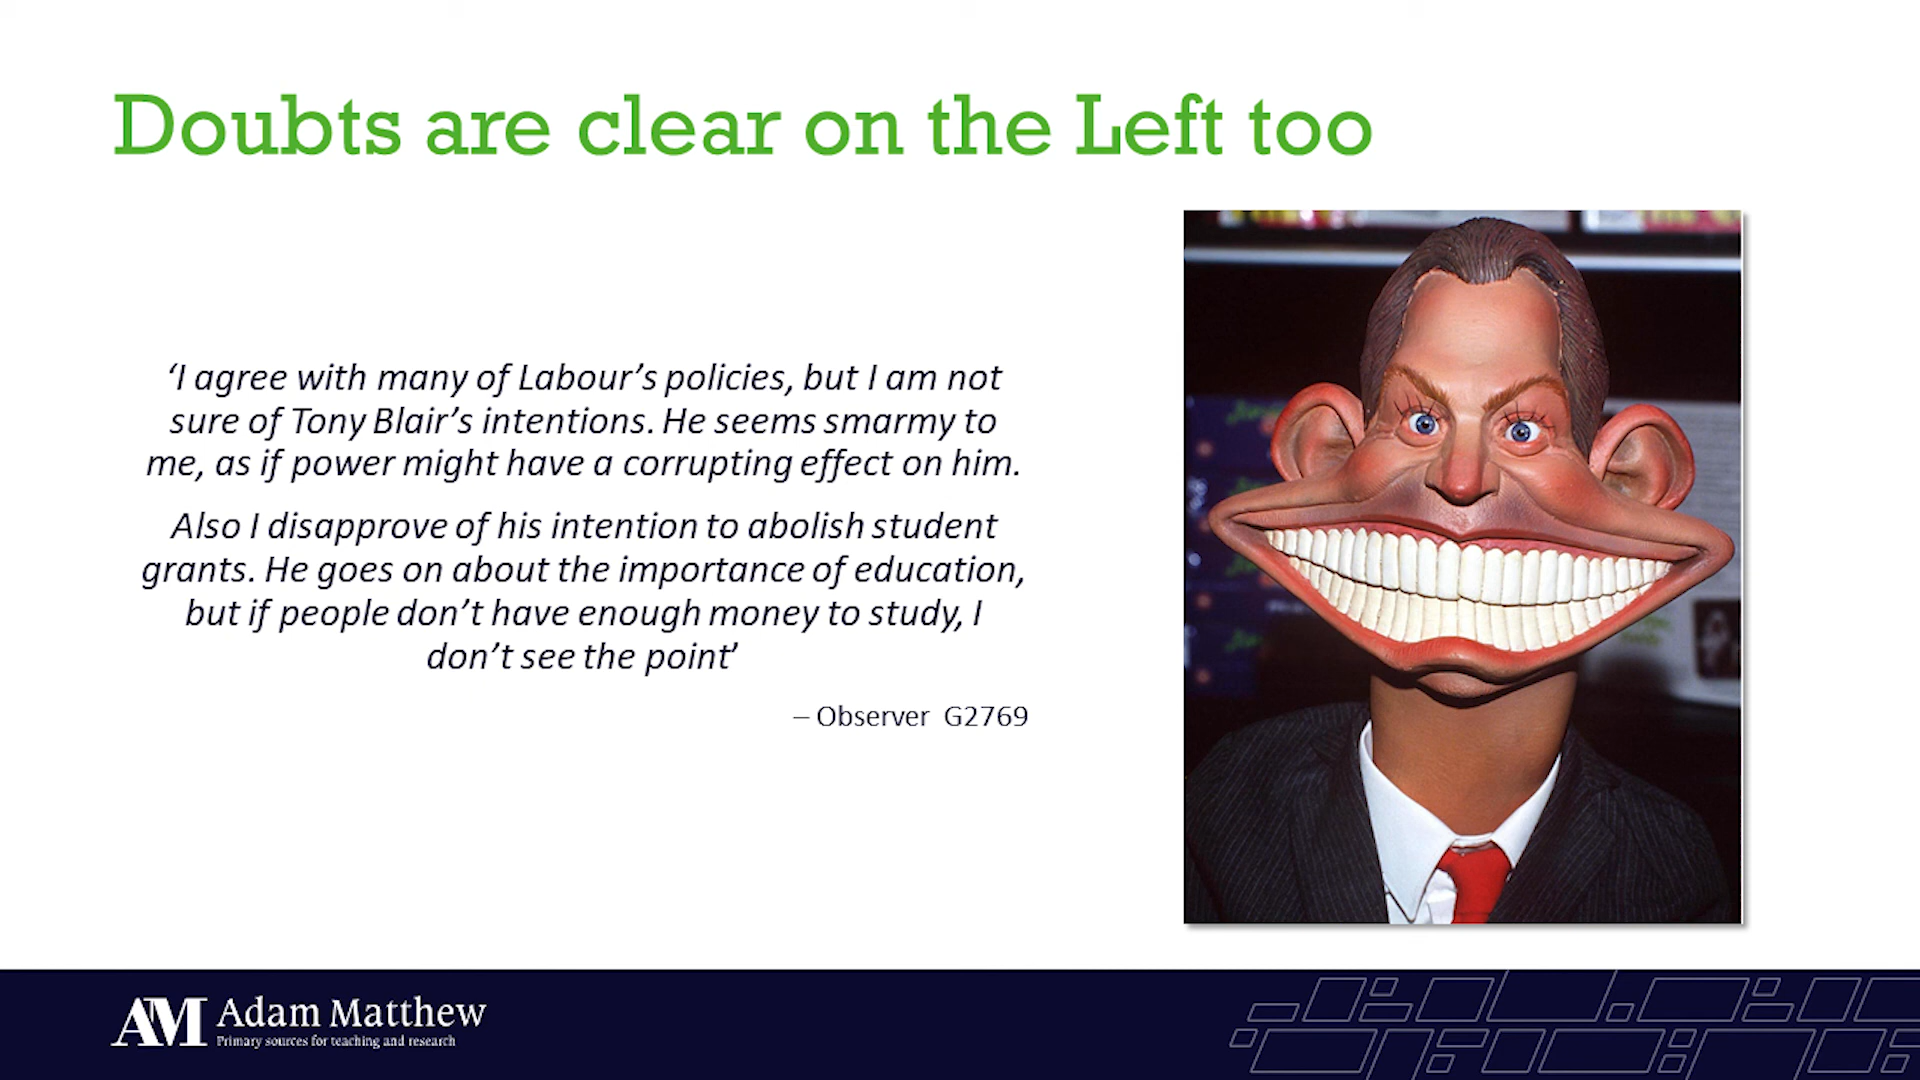 Doubts are clear on the Left too
‘I agree with many of Labour’s policies, but I am not
sure of Tony Blair’s intentions. He seems smarmy to
me, as if power might have a corrupting effect on him.
Also I disapprove of his intention to abolish student
grants. He goes on about the importance of education,
but if people don’t have enough money to study, I
don’t see the point’
– Observer  G2769
AM Adam Matthew
Primary sources for teaching and research